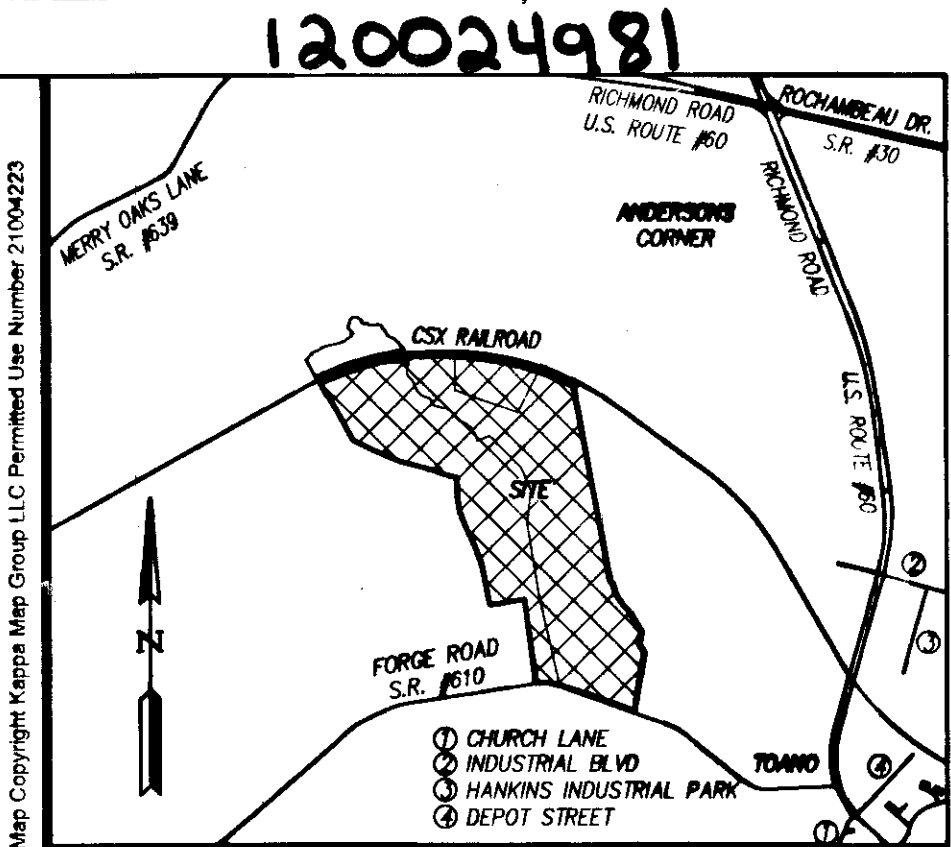 120024981
Map Copyright Kappa Map Group LLC Permitted Use Number 21004223
RICHMOND ROAD
U.S. ROUTE #60
ROCHAMBEAU DR.
S.R. #30
MERRY OAKS LANE
S.R. #639
ANDERSONS
CORNER
RICHMOND ROAD
CSX RAILROAD
U.S. ROUTE #60
SITE
2
3
N
FORGE ROAD
S.R. #610
1 CHURCH LANE
2 INDUSTRIAL BLVD
3 HANKINS INDUSTRIAL PARK
4 DEPOT STREET
TOANO
4
1